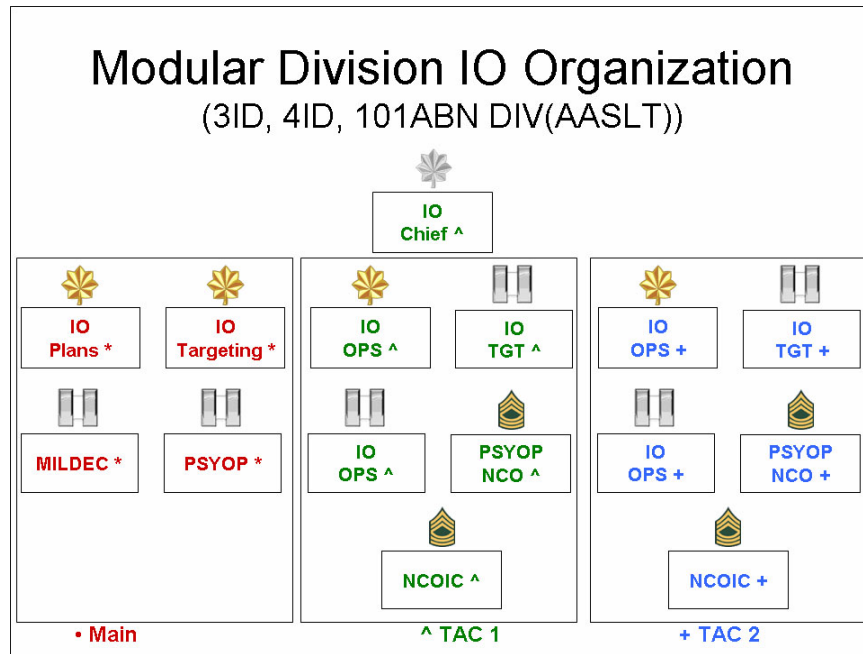 Modular Division IO Organization
(3ID, 4ID, 101ABN DIV(AASLT))
IO
Chief ^
IO
Plans *
IO
Targeting *
MILDEC *
PSYOP *
• Main
IO
OPS ^
IO
TGT ^
IO
OPS ^
PSYOP
NCO ^
NCOIC ^
^ TAC 1
IO
OPS +
IO
TGT +
IO
OPS +
PSYOP
NCO +
NCOIC +
+ TAC 2